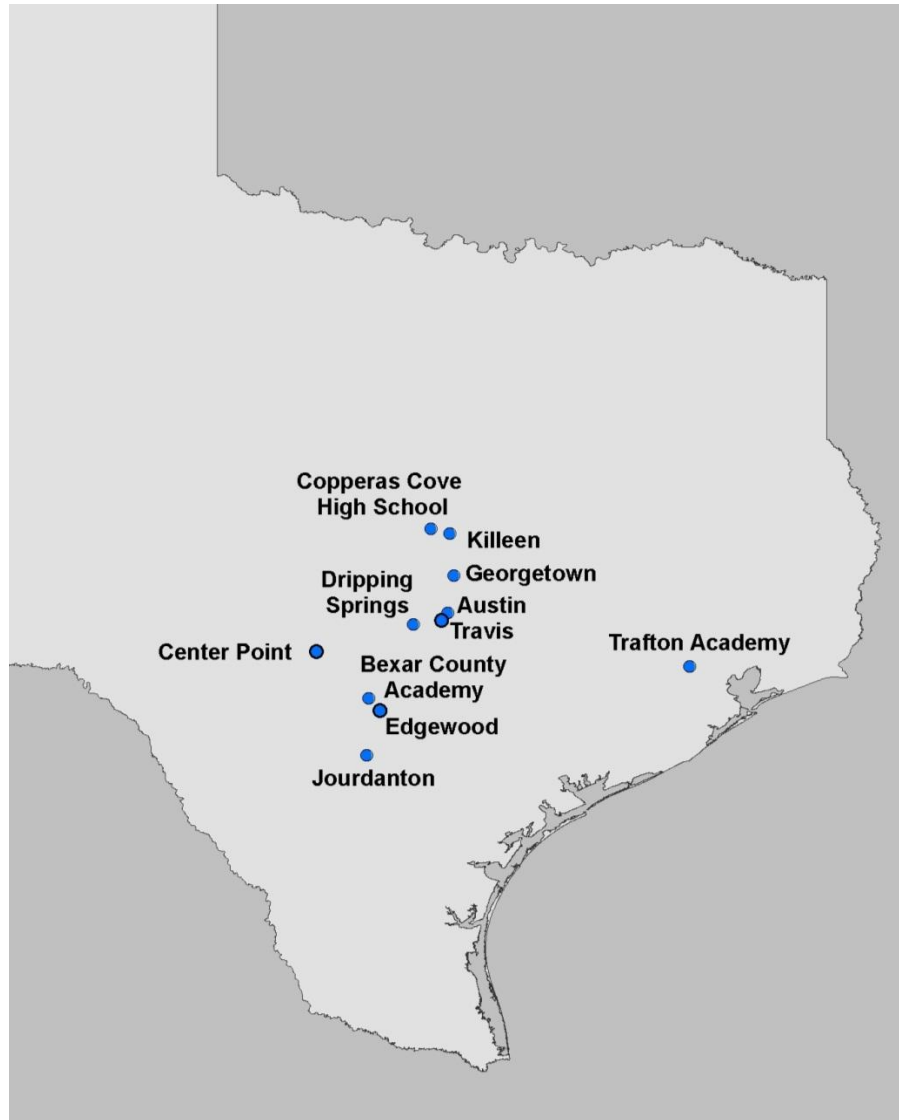 Copperas Cove
High School
Killeen
Georgetown
Dripping
Springs
Austin
Travis
Center Point
Bexar County
Academy
Trafton Academy
Edgewood
Jourdanton